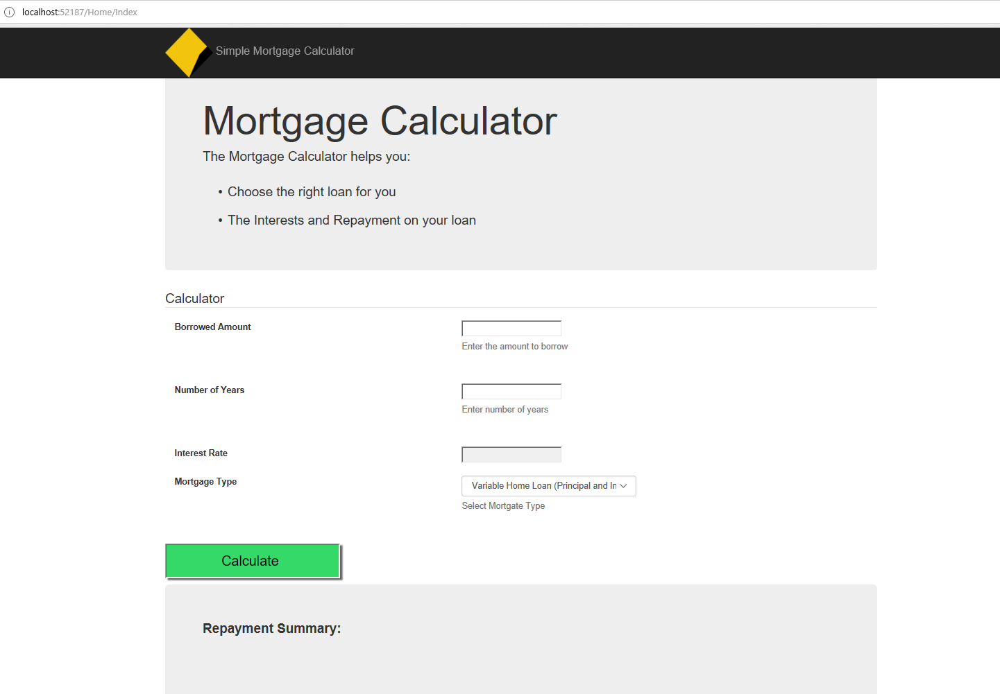 localhost:52187/Home/Index
Simple Mortgage Calculator
Mortgage Calculator
The Mortgage Calculator helps you:
• Choose the right loan for you
• The Interests and Repayment on your loan
Calculator
Borrowed Amount
Enter the amount to borrow
Number of Years
Enter number of years
Interest Rate
Mortgage Type
Variable Home Loan (Principal and In
Select Mortgate Type
Calculate
Repayment Summary: